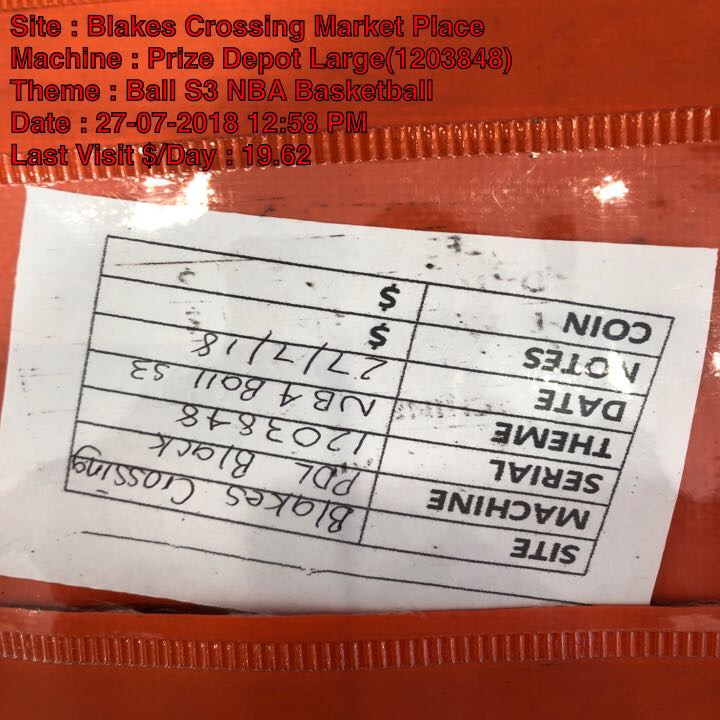 Site : Blakes Crossing Market Place
Machine : Prize Depot Large(1203848)
Theme : Ball S3 NBA Basketball
Date : 27-07-2018 12:58 PM
Last Visit $/Day : 19.62
SITE Blakes Crossing
MACHINE PDL Black
SERIAL 1203848
THEME NBA Ball S3
DATE 27/7/18
NOTES $
COIN $